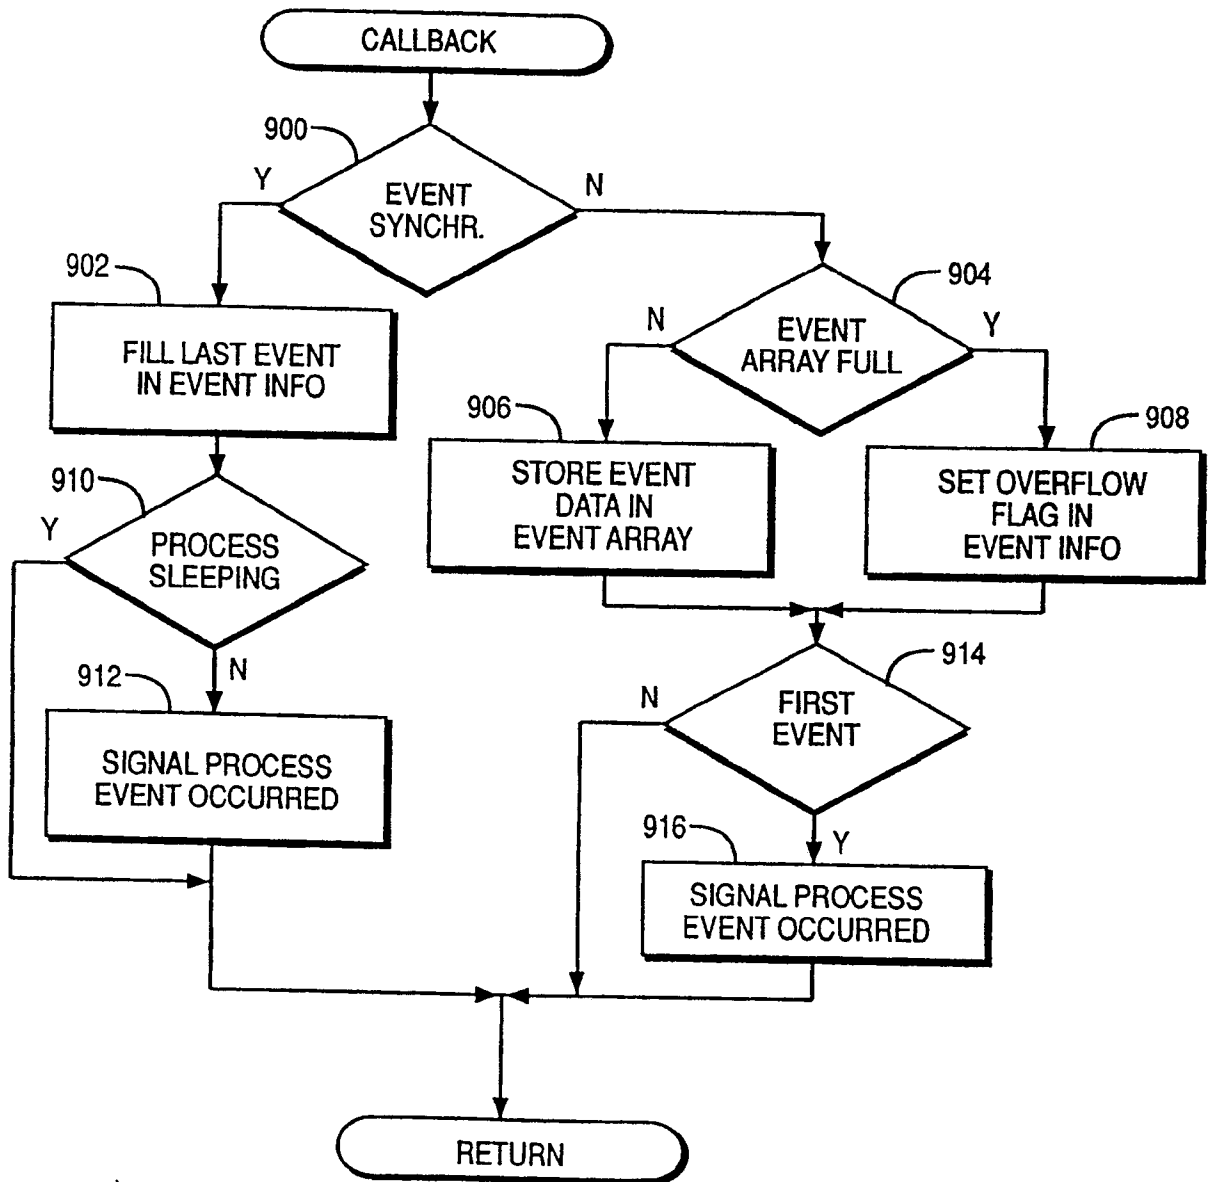 CALLBACK
900
Y
N
EVENT
SYNCHR.
902
904
FILL LAST EVENT
IN EVENT INFO
N
Y
EVENT
ARRAY FULL
906
908
STORE EVENT
DATA IN
EVENT ARRAY
SET OVERFLOW
FLAG IN
EVENT INFO
910
Y
PROCESS
SLEEPING
N
912
SIGNAL PROCESS
EVENT OCCURRED
914
N
FIRST
EVENT
916
Y
SIGNAL PROCESS
EVENT OCCURRED
RETURN